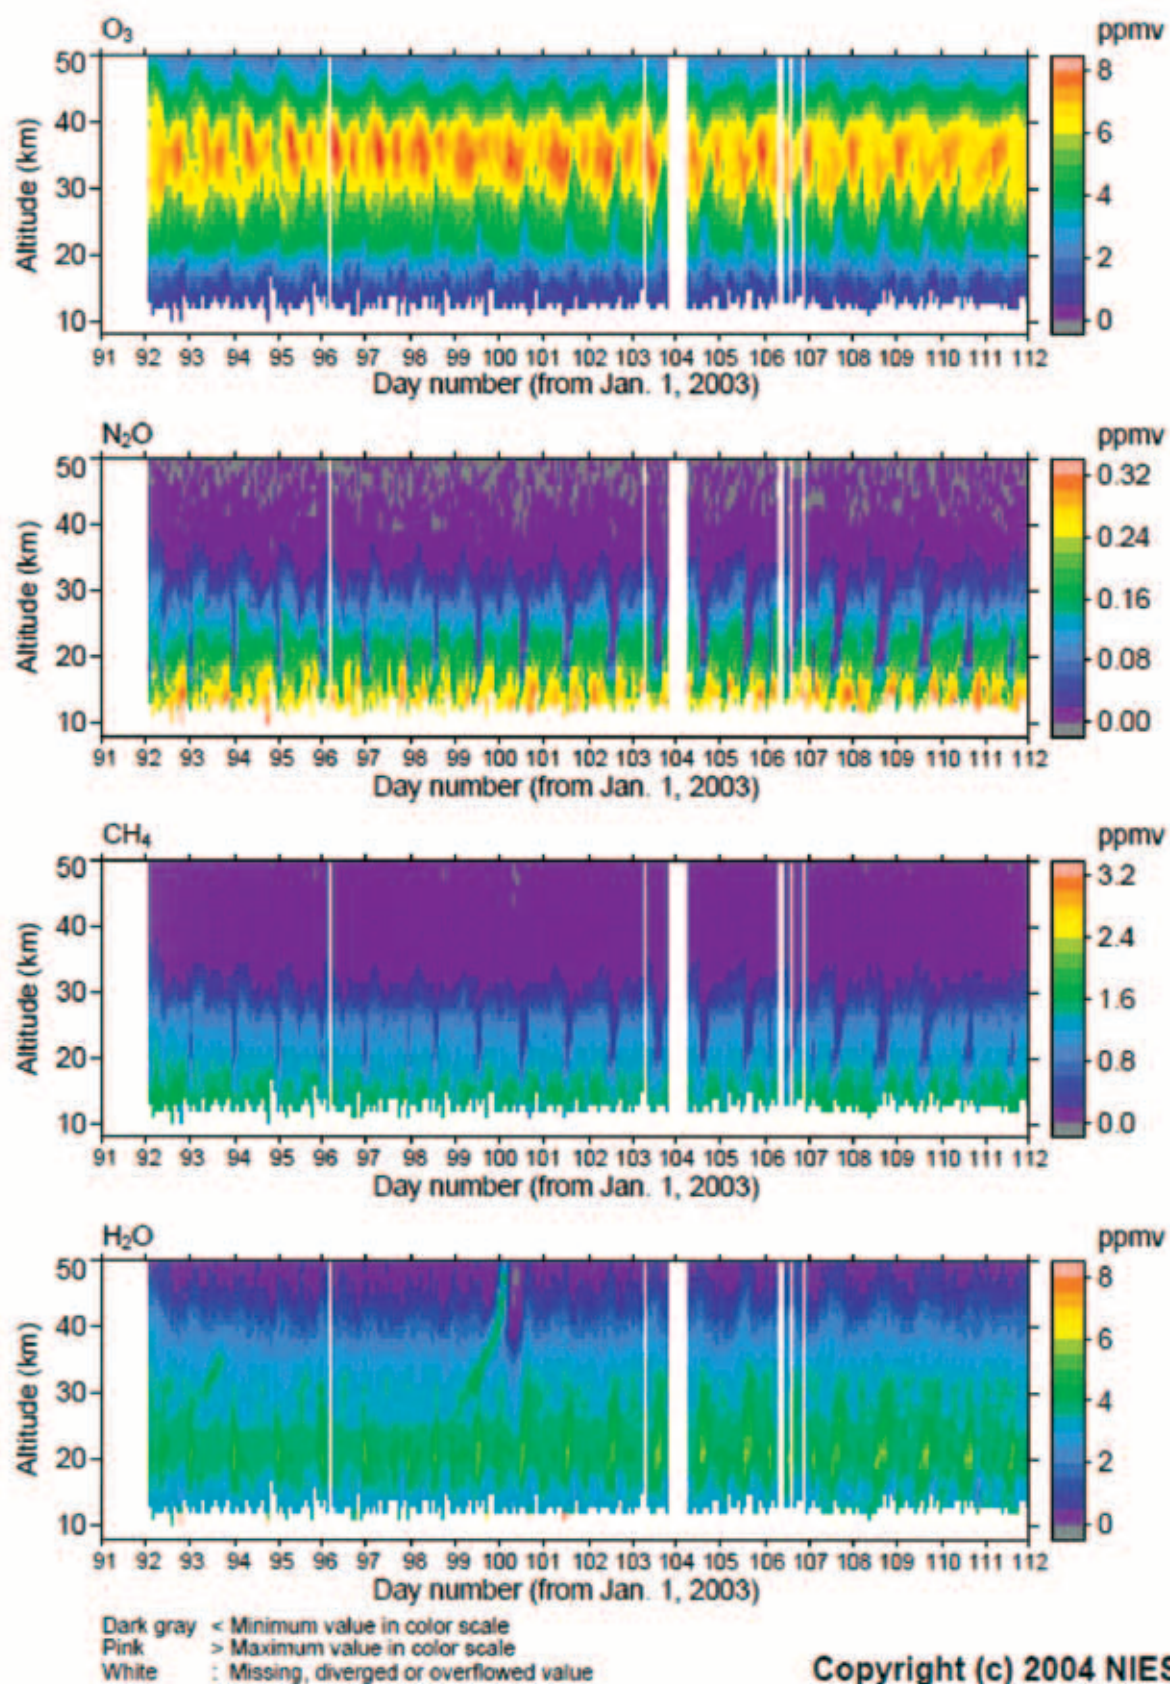 O₃
ppmv
50
40
30
20
10
8
6
4
2
0
Altitude (km)
91 92 93 94 95 96 97 98 99 100 101 102 103 104 105 106 107 108 109 110 111 112
Day number (from Jan. 1, 2003)
N₂O
ppmv
50
40
30
20
10
0.32
0.24
0.16
0.08
0.00
Altitude (km)
91 92 93 94 95 96 97 98 99 100 101 102 103 104 105 106 107 108 109 110 111 112
Day number (from Jan. 1, 2003)
CH₄
ppmv
50
40
30
20
10
3.2
2.4
1.6
0.8
0.0
Altitude (km)
91 92 93 94 95 96 97 98 99 100 101 102 103 104 105 106 107 108 109 110 111 112
Day number (from Jan. 1, 2003)
H₂O
ppmv
50
40
30
20
10
8
6
4
2
0
Altitude (km)
91 92 93 94 95 96 97 98 99 100 101 102 103 104 105 106 107 108 109 110 111 112
Day number (from Jan. 1, 2003)
Dark gray < Minimum value in color scale
Pink > Maximum value in color scale
White : Missing, diverged or overflowed value
Copyright (c) 2004 NIES